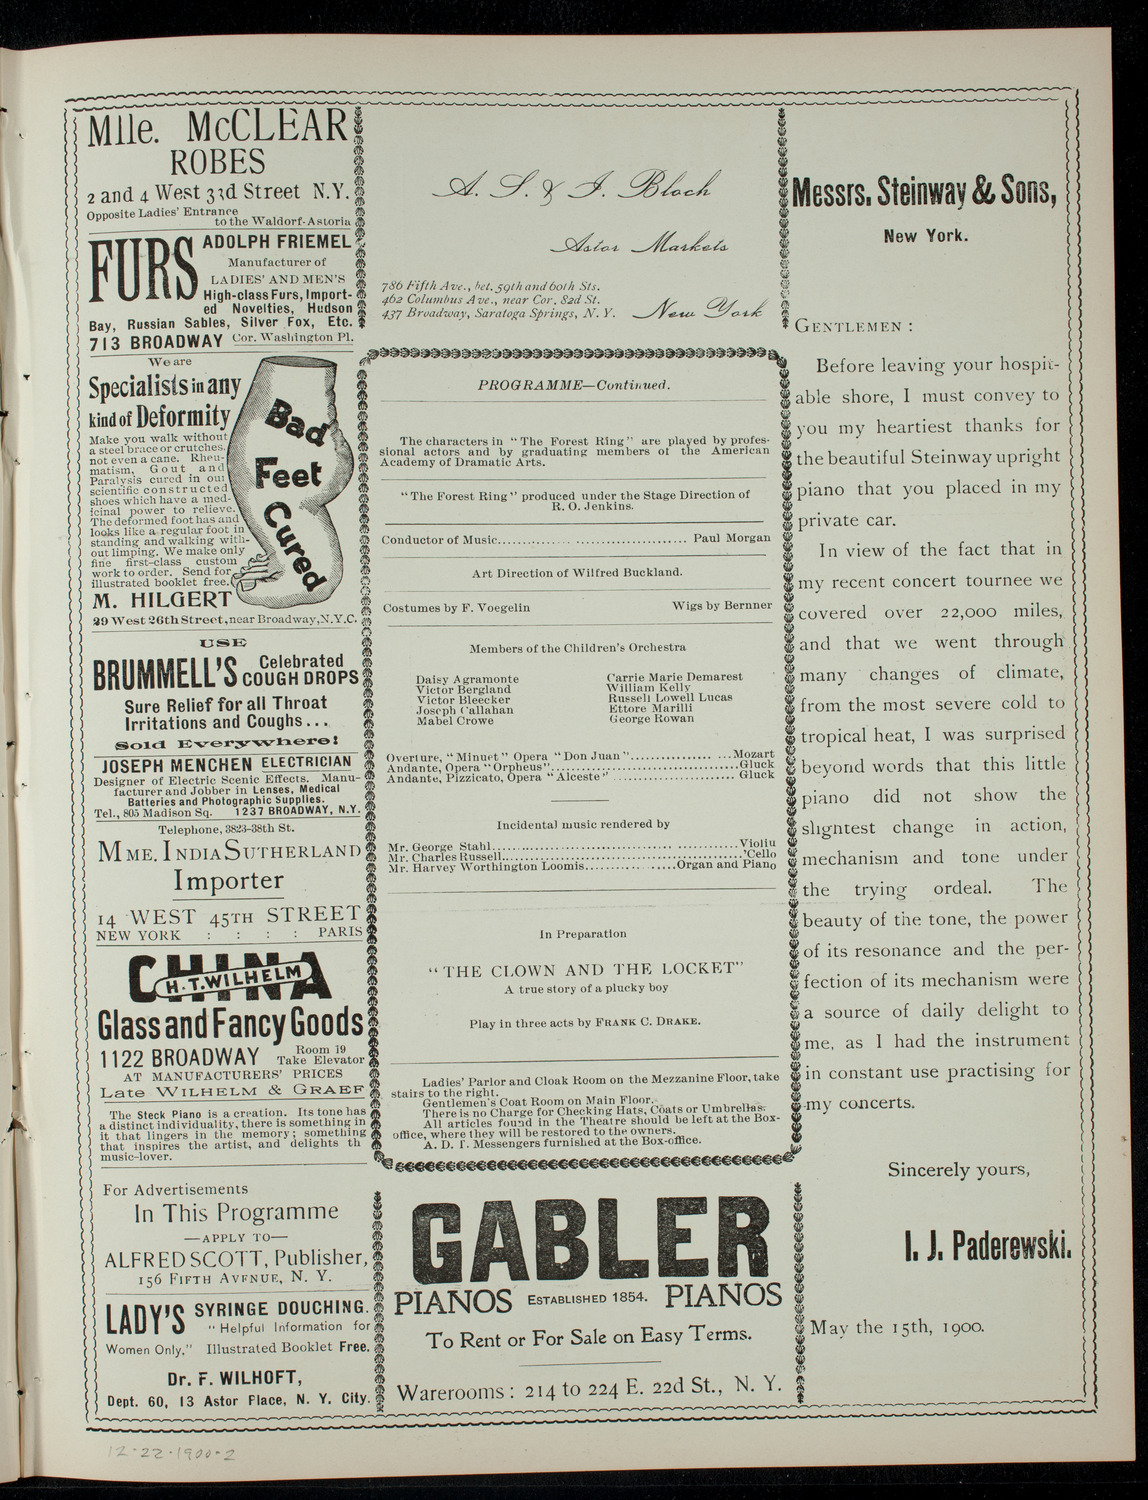 Mlle. McCLEAR
ROBES
2 and 4 West 33d Street N.Y.
Opposite Ladies' Entrance
to the Waldorf-Astoria
FURS
ADOLPH FRIEMEL
Manufacturer of
LADIES' AND MEN'S
High-class Furs, Import-
ed Novelties, Hudson
Bay, Russian Sables, Silver Fox, Etc.
713 BROADWAY Cor. Washington Pl.
We are
Specialists in any
kind of Deformity
Make you walk without
a steel brace or crutches,
not even a cane. Rheu-
matism, Gout and
Paralysis cured in our
scientific constructed
shoes which have a med-
icinal power to relieve.
The deformed foot has and
looks like a regular foot in
standing and walking with-
out limping. We make only
fine first-class custom
work to order. Send for
illustrated booklet free.
Bad
Feet
Cured
M. HILGERT
29 West 26th Street, near Broadway, N.Y.C.
USE
BRUMMELL'S Celebrated
COUGH DROPS
Sure Relief for all Throat
Irritations and Coughs...
Sold Everywhere!
JOSEPH MENCHEN ELECTRICIAN
Designer of Electric Scenic Effects. Manu-
facturer and Jobber in Lenses, Medical
Batteries and Photographic Supplies.
Tel., 805 Madison Sq. 1237 BROADWAY, N.Y.
Telephone, 3823-38th St.
MME. INDIA SUTHERLAND
Importer
14 WEST 45TH STREET
NEW YORK : : : : PARIS
CHINA
H.T. WILHELM
Glass and Fancy Goods
1122 BROADWAY Room 19
Take Elevator
AT MANUFACTURERS' PRICES
Late WILHELM & GRAEF
The Steck Piano is a creation. Its tone has
a distinct individuality, there is something in
it that lingers in the memory; something
that inspires the artist, and delights th
music-lover.
For Advertisements
In This Programme
—APPLY TO—
ALFRED SCOTT, Publisher,
156 FIFTH AVENUE, N. Y.
LADY'S SYRINGE DOUCHING.
"Helpful Information for
Women Only." Illustrated Booklet Free.
Dr. F. WILHOFT,
Dept. 60, 13 Astor Place, N. Y. City.
A. S. & J. Bloch
Astor Markets
786 Fifth Ave., bet. 59th and 60th Sts.
462 Columbus Ave., near Cor. 82d St.
437 Broadway, Saratoga Springs, N. Y.
New York
PROGRAMME—Continued.
The characters in "The Forest Ring" are played by profes-
sional actors and by graduating members of the American
Academy of Dramatic Arts.
"The Forest Ring" produced under the Stage Direction of
R. O. Jenkins.
Conductor of Music.................................... Paul Morgan
Art Direction of Wilfred Buckland.
Costumes by F. Voegelin Wigs by Bernner
Members of the Children's Orchestra
Daisy Agramonte Carrie Marie Demarest
Victor Bergland William Kelly
Victor Bleecker Russell Lowell Lucas
Joseph Callahan Ettore Marilli
Mabel Crowe George Rowan
Overture, "Minuet" Opera "Don Juan"..................Mozart
Andante, Opera "Orpheus"..................................Gluck
Andante, Pizzicato, Opera "Alceste"....................... Gluck
Incidental music rendered by
Mr. George Stahl...............................................Violin
Mr. Charles Russell............................................'Cello
Mr. Harvey Worthington Loomis.................Organ and Piano
In Preparation
"THE CLOWN AND THE LOCKET"
A true story of a plucky boy
Play in three acts by FRANK C. DRAKE.
Ladies' Parlor and Cloak Room on the Mezzanine Floor, take
stairs to the right.
Gentlemen's Coat Room on Main Floor.
There is no Charge for Checking Hats, Coats or Umbrellas.
All articles found in the Theatre should be left at the Box-
office, where they will be restored to the owners.
A. D. T. Messengers furnished at the Box-office.
GABLER
PIANOS ESTABLISHED 1854. PIANOS
To Rent or For Sale on Easy Terms.
Warerooms: 214 to 224 E. 22d St., N. Y.
Messrs. Steinway & Sons,
New York.
GENTLEMEN:
Before leaving your hospit-
able shore, I must convey to
you my heartiest thanks for
the beautiful Steinway upright
piano that you placed in my
private car.
In view of the fact that in
my recent concert tournee we
covered over 22,000 miles,
and that we went through
many changes of climate,
from the most severe cold to
tropical heat, I was surprised
beyond words that this little
piano did not show the
slightest change in action,
mechanism and tone under
the trying ordeal. The
beauty of the tone, the power
of its resonance and the per-
fection of its mechanism were
a source of daily delight to
me, as I had the instrument
in constant use practising for
my concerts.
Sincerely yours,
I. J. Paderewski.
May the 15th, 1900.
12-22-1900-2